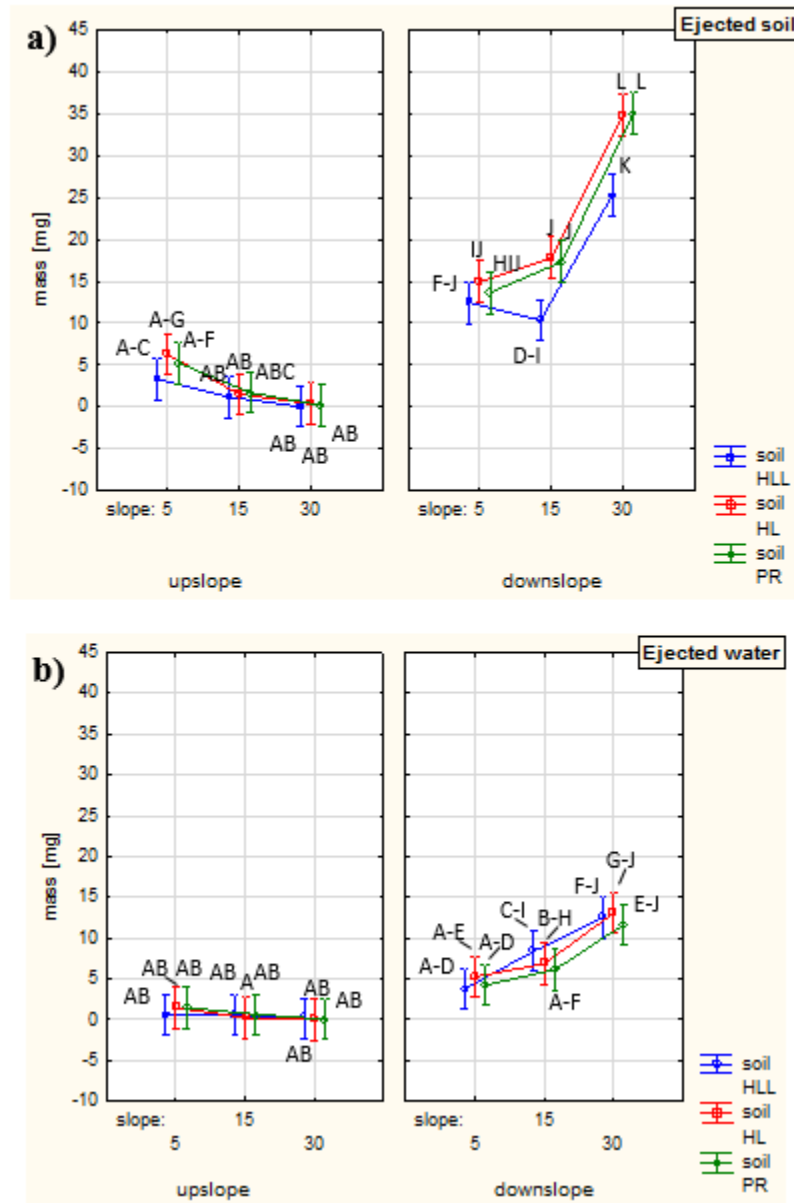 a)
Ejected soil
mass [mg]
45
40
35
30
25
20
15
10
5
0
-5
-10
A-C
A-G
A-F
AB
AB
ABC
AB
AB
AB
F-J
IJ
HIJ
D-I
J
J
K
L L
slope: 5 15 30
5 15 30
upslope
downslope
soil
HLL
soil
HL
soil
PR
b)
Ejected water
mass [mg]
45
40
35
30
25
20
15
10
5
0
-5
-10
AB
AB
AB
AB
A
AB
AB
AB
AB
A-D
A-E
A-D
C-I
B-H
A-F
F-J
G-J
E-J
slope: 15
5 30
15
5 30
upslope
downslope
soil
HLL
soil
HL
soil
PR